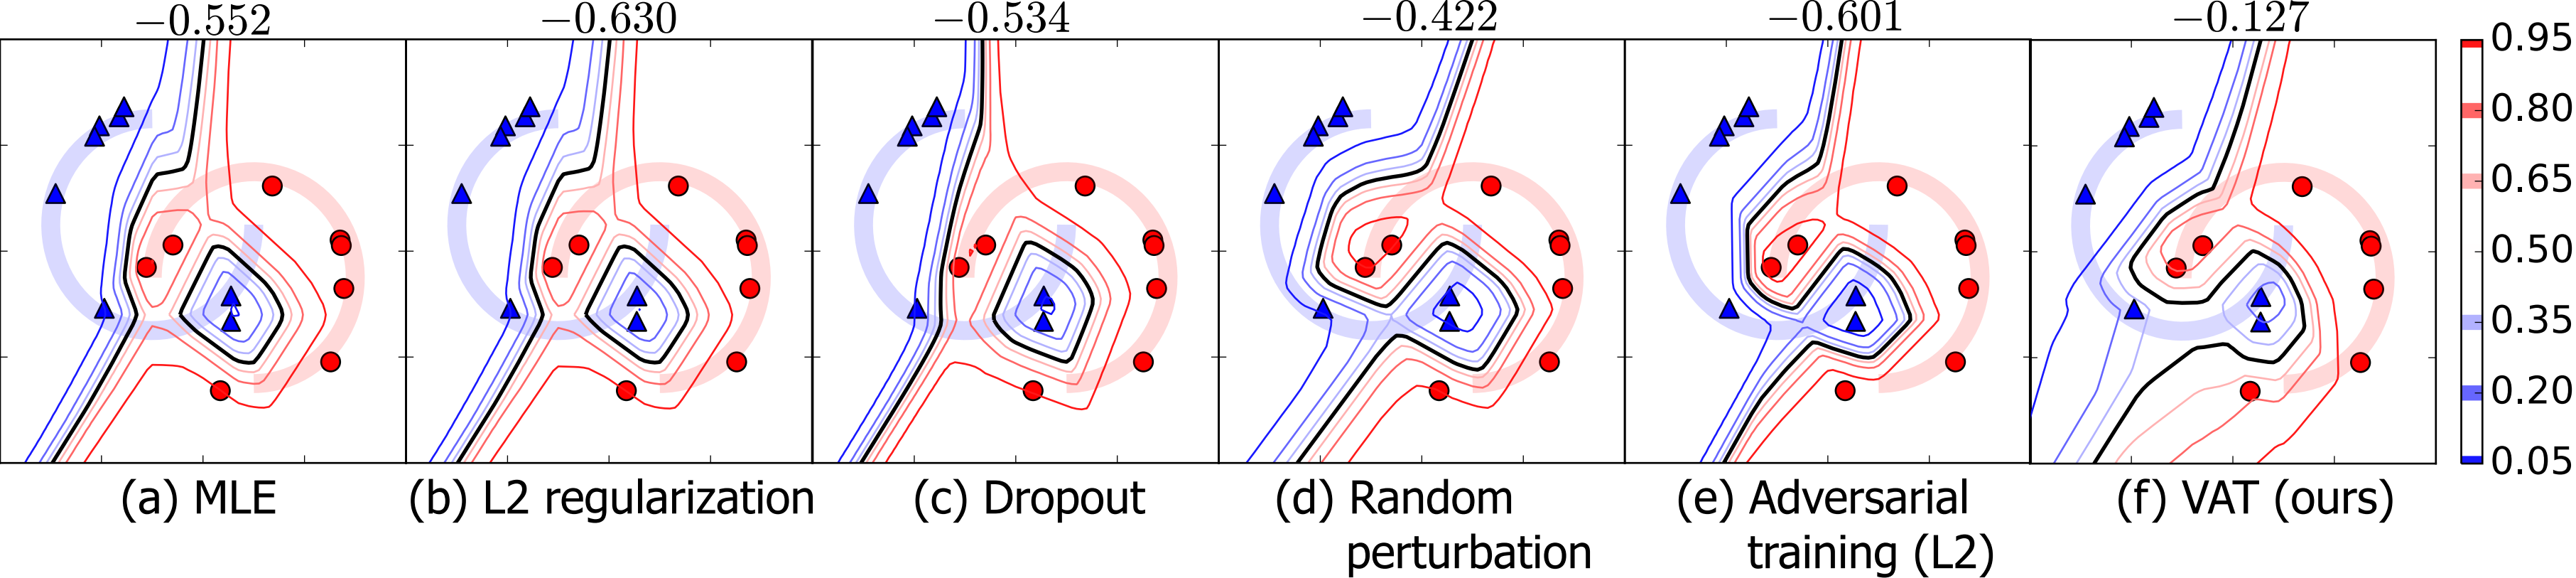 −0.552
−0.630
−0.534
−0.422
−0.601
−0.127
0.95
0.80
0.65
0.50
0.35
0.20
0.05
(a) MLE
(b) L2 regularization
(c) Dropout
(d) Random
perturbation
(e) Adversarial
training (L2)
(f) VAT (ours)